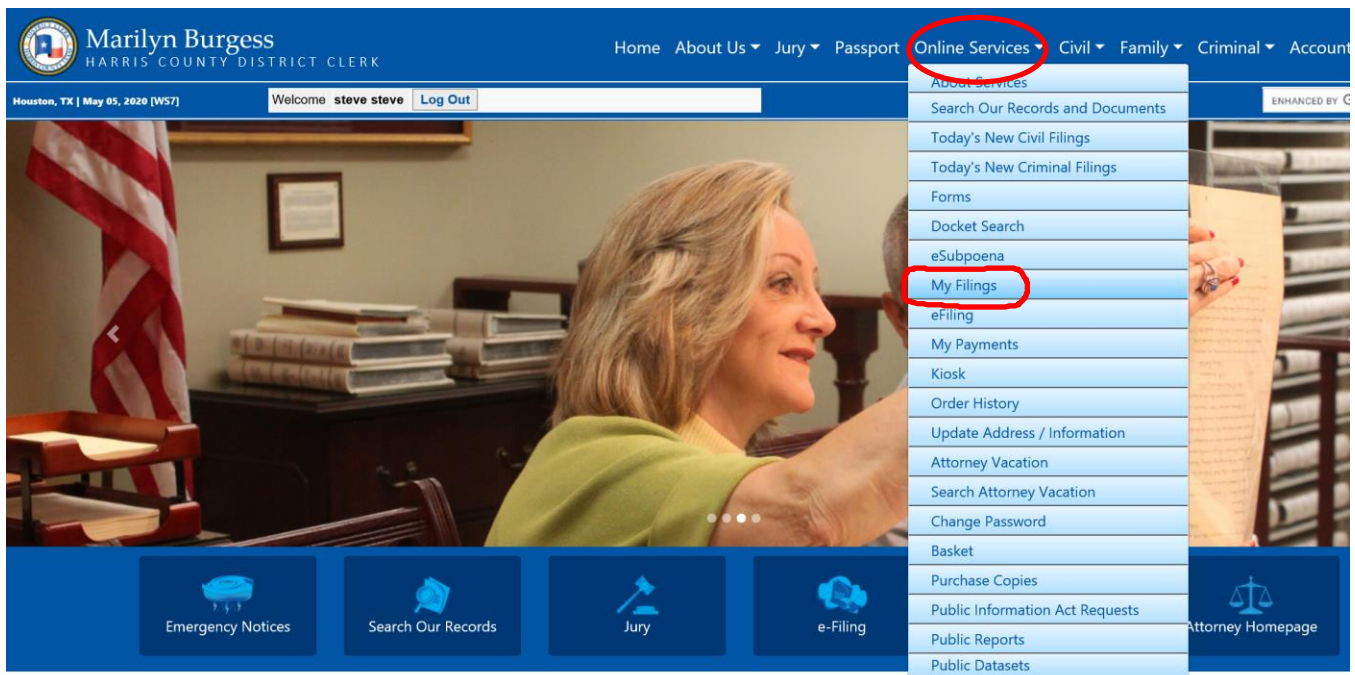 Marilyn Burgess
HARRIS COUNTY DISTRICT CLERK
Home About Us Jury Passport Online Services Civil Family Criminal Account
Houston, TX | May 05, 2020 [WS7]
Welcome steve steve Log Out
ENHANCED BY G
About Services
Search Our Records and Documents
Today's New Civil Filings
Today's New Criminal Filings
Forms
Docket Search
eSubpoena
My Filings
eFiling
My Payments
Kiosk
Order History
Update Address / Information
Attorney Vacation
Search Attorney Vacation
Change Password
Basket
Purchase Copies
Public Information Act Requests
Public Reports
Public Datasets
Emergency Notices
Search Our Records
Jury
e-Filing
Attorney Homepage